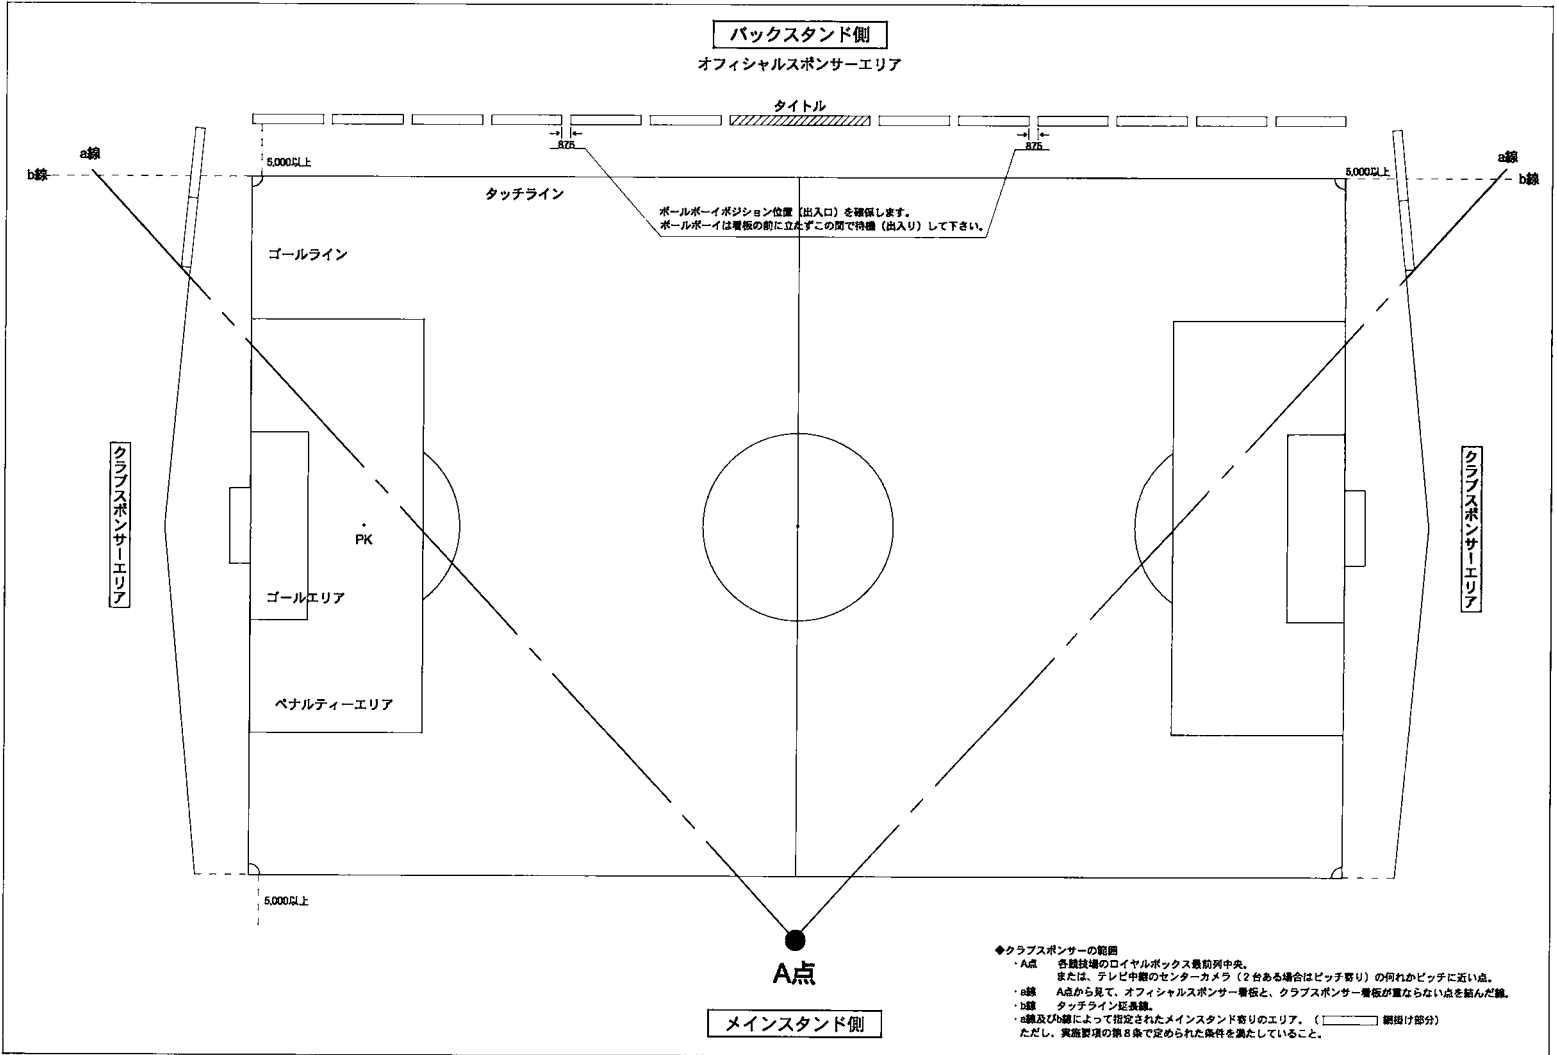 バックスタンド側
オフィシャルスポンサーエリア
タイトル
875
875
a線
b線
5,000以上
5,000以上
a線
b線
タッチライン
ボールボーイポジション位置（出入口）を確保します。
ボールボーイは看板の前に立たずこの間で待機（出入り）して下さい。
ゴールライン
クラブスポンサーエリア
クラブスポンサーエリア
PK
ゴールエリア
ペナルティーエリア
5,000以上
A点
メインスタンド側
◆クラブスポンサーの範囲
・A点 各競技場のロイヤルボックス最前列中央。
または、テレビ中継のセンターカメラ（2台ある場合はピッチ寄り）の何れかピッチに近い点。
・a線 A点から見て、オフィシャルスポンサー看板と、クラブスポンサー看板が重ならない点を結んだ線。
・b線 タッチライン延長線。
・a線及びb線によって指定されたメインスタンド寄りのエリア。（ 網掛け部分）
ただし、実施要項の第8条で定められた条件を満たしていること。